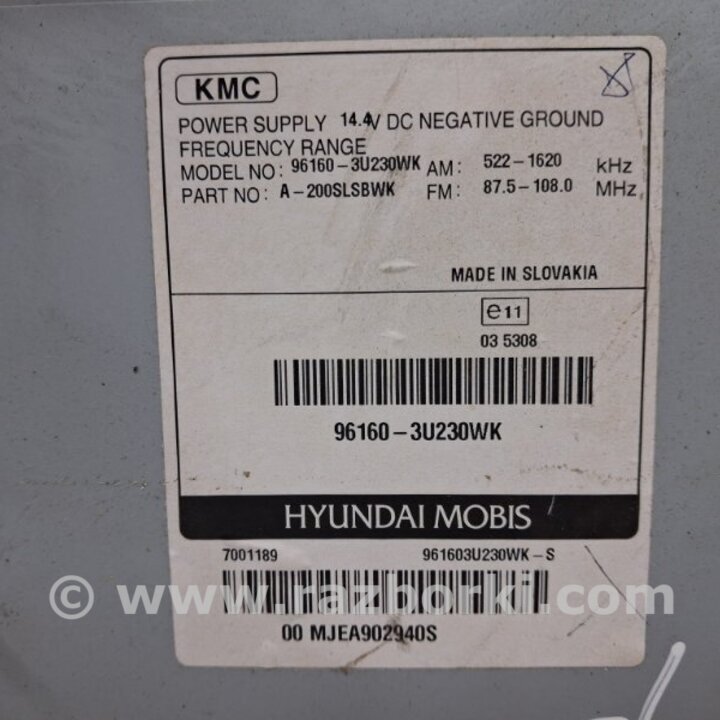 KMC
POWER SUPPLY 14.4V DC NEGATIVE GROUND
FREQUENCY RANGE
MODEL NO: 96160-3U230WK AM: 522-1620 kHz
PART NO: A-200SLSBWK FM: 87.5-108.0 MHz
MADE IN SLOVAKIA
e11
03 5308
96160-3U230WK
HYUNDAI MOBIS
7001189 961603U230WK-S
© www.razborki.com
00 MJEA902940S